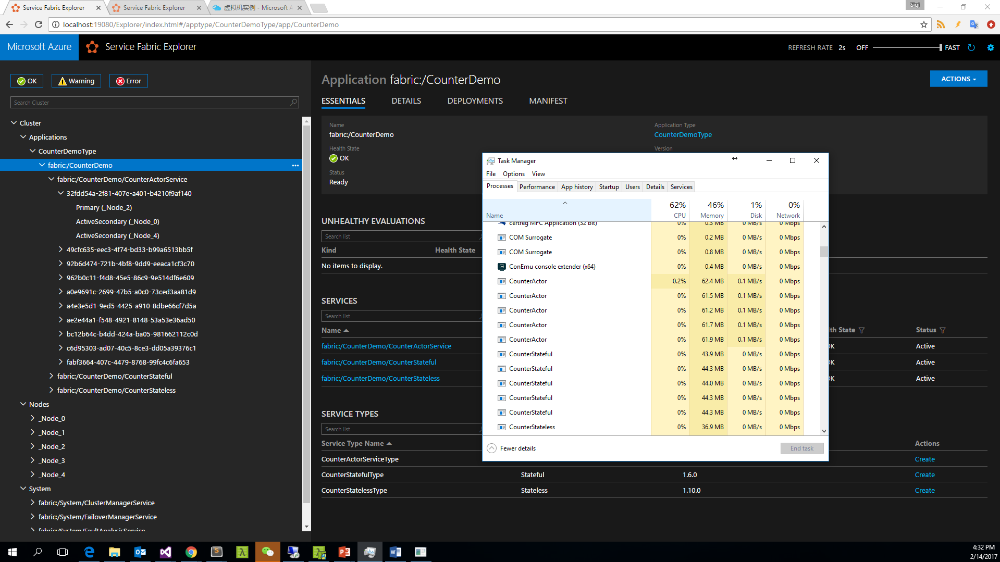 Service Fabric Explorer
Service Fabric Explorer
虚拟机实例 - Microsoft A
Siqi
localhost:19080/Explorer/index.html#/apptype/CounterDemoType/app/CounterDemo
Microsoft Azure
Service Fabric Explorer
REFRESH RATE 2s OFF FAST
OK
Warning
Error
Search Cluster
Cluster
Applications
CounterDemoType
fabric:/CounterDemo
fabric:/CounterDemo/CounterActorService
32fdd54a-2f81-407e-a401-b4210f9af140
Primary (_Node_2)
ActiveSecondary (_Node_0)
ActiveSecondary (_Node_4)
49cfc635-eec3-4f74-bd33-b99a6513bb5f
92b6d474-721b-4bf8-9dd9-eeaca1cf3c70
962b0c11-f4d8-45e5-86c9-9e514df6e609
a0e9691c-2699-47b5-a0c0-73ced3aa81d9
a4e3e5d1-9ed5-4425-a910-8dbe66cf7d5a
ae2e44a1-f548-4921-8148-53a53e36ad50
bc12b64c-b4dd-424a-ba05-981662112c0d
c6d95303-ad07-40c5-8ce3-dd05a39376c1
fabf3664-407c-4479-8768-99fc4c6fa653
fabric:/CounterDemo/CounterStateful
fabric:/CounterDemo/CounterStateless
Nodes
_Node_0
_Node_1
_Node_2
_Node_3
_Node_4
System
fabric:/System/ClusterManagerService
fabric:/System/FailoverManagerService
fabric:/System/FaultAnalysisService
Application fabric:/CounterDemo
ACTIONS
ESSENTIALS DETAILS DEPLOYMENTS MANIFEST
Name
fabric:/CounterDemo
Application Type
CounterDemoType
Health State
OK
Version
Status
Ready
UNHEALTHY EVALUATIONS
Search list
Kind Health State
No items to display.
SERVICES
Search list
Name th State Status
fabric:/CounterDemo/CounterActorService OK Active
fabric:/CounterDemo/CounterStateful OK Active
fabric:/CounterDemo/CounterStateless OK Active
SERVICE TYPES
Search list
Service Type Name Actions
CounterActorServiceType Create
CounterStatefulType Stateful 1.6.0 Create
CounterStatelessType Stateless 1.10.0 Create
Task Manager
File Options View
Processes Performance App history Startup Users Details Services
62% 46% 1% 0%
Name CPU Memory Disk Network
certreg MFC Application (32 bit) 0% 0.3 MB 0 MB/s 0 Mbps
COM Surrogate 0% 0.2 MB 0 MB/s 0 Mbps
COM Surrogate 0% 0.8 MB 0 MB/s 0 Mbps
ConEmu console extender (x64) 0% 0.4 MB 0 MB/s 0 Mbps
CounterActor 0.2% 62.4 MB 0.1 MB/s 0 Mbps
CounterActor 0% 61.5 MB 0.1 MB/s 0 Mbps
CounterActor 0% 61.2 MB 0.1 MB/s 0 Mbps
CounterActor 0% 61.7 MB 0.1 MB/s 0 Mbps
CounterActor 0% 61.9 MB 0.1 MB/s 0 Mbps
CounterStateful 0% 43.9 MB 0 MB/s 0 Mbps
CounterStateful 0% 44.3 MB 0 MB/s 0 Mbps
CounterStateful 0% 44.0 MB 0 MB/s 0 Mbps
CounterStateful 0% 44.3 MB 0 MB/s 0 Mbps
CounterStateful 0% 44.3 MB 0 MB/s 0 Mbps
CounterStateless 0% 36.9 MB 0 MB/s 0 Mbps
Fewer details
End task
4:32 PM
2/14/2017